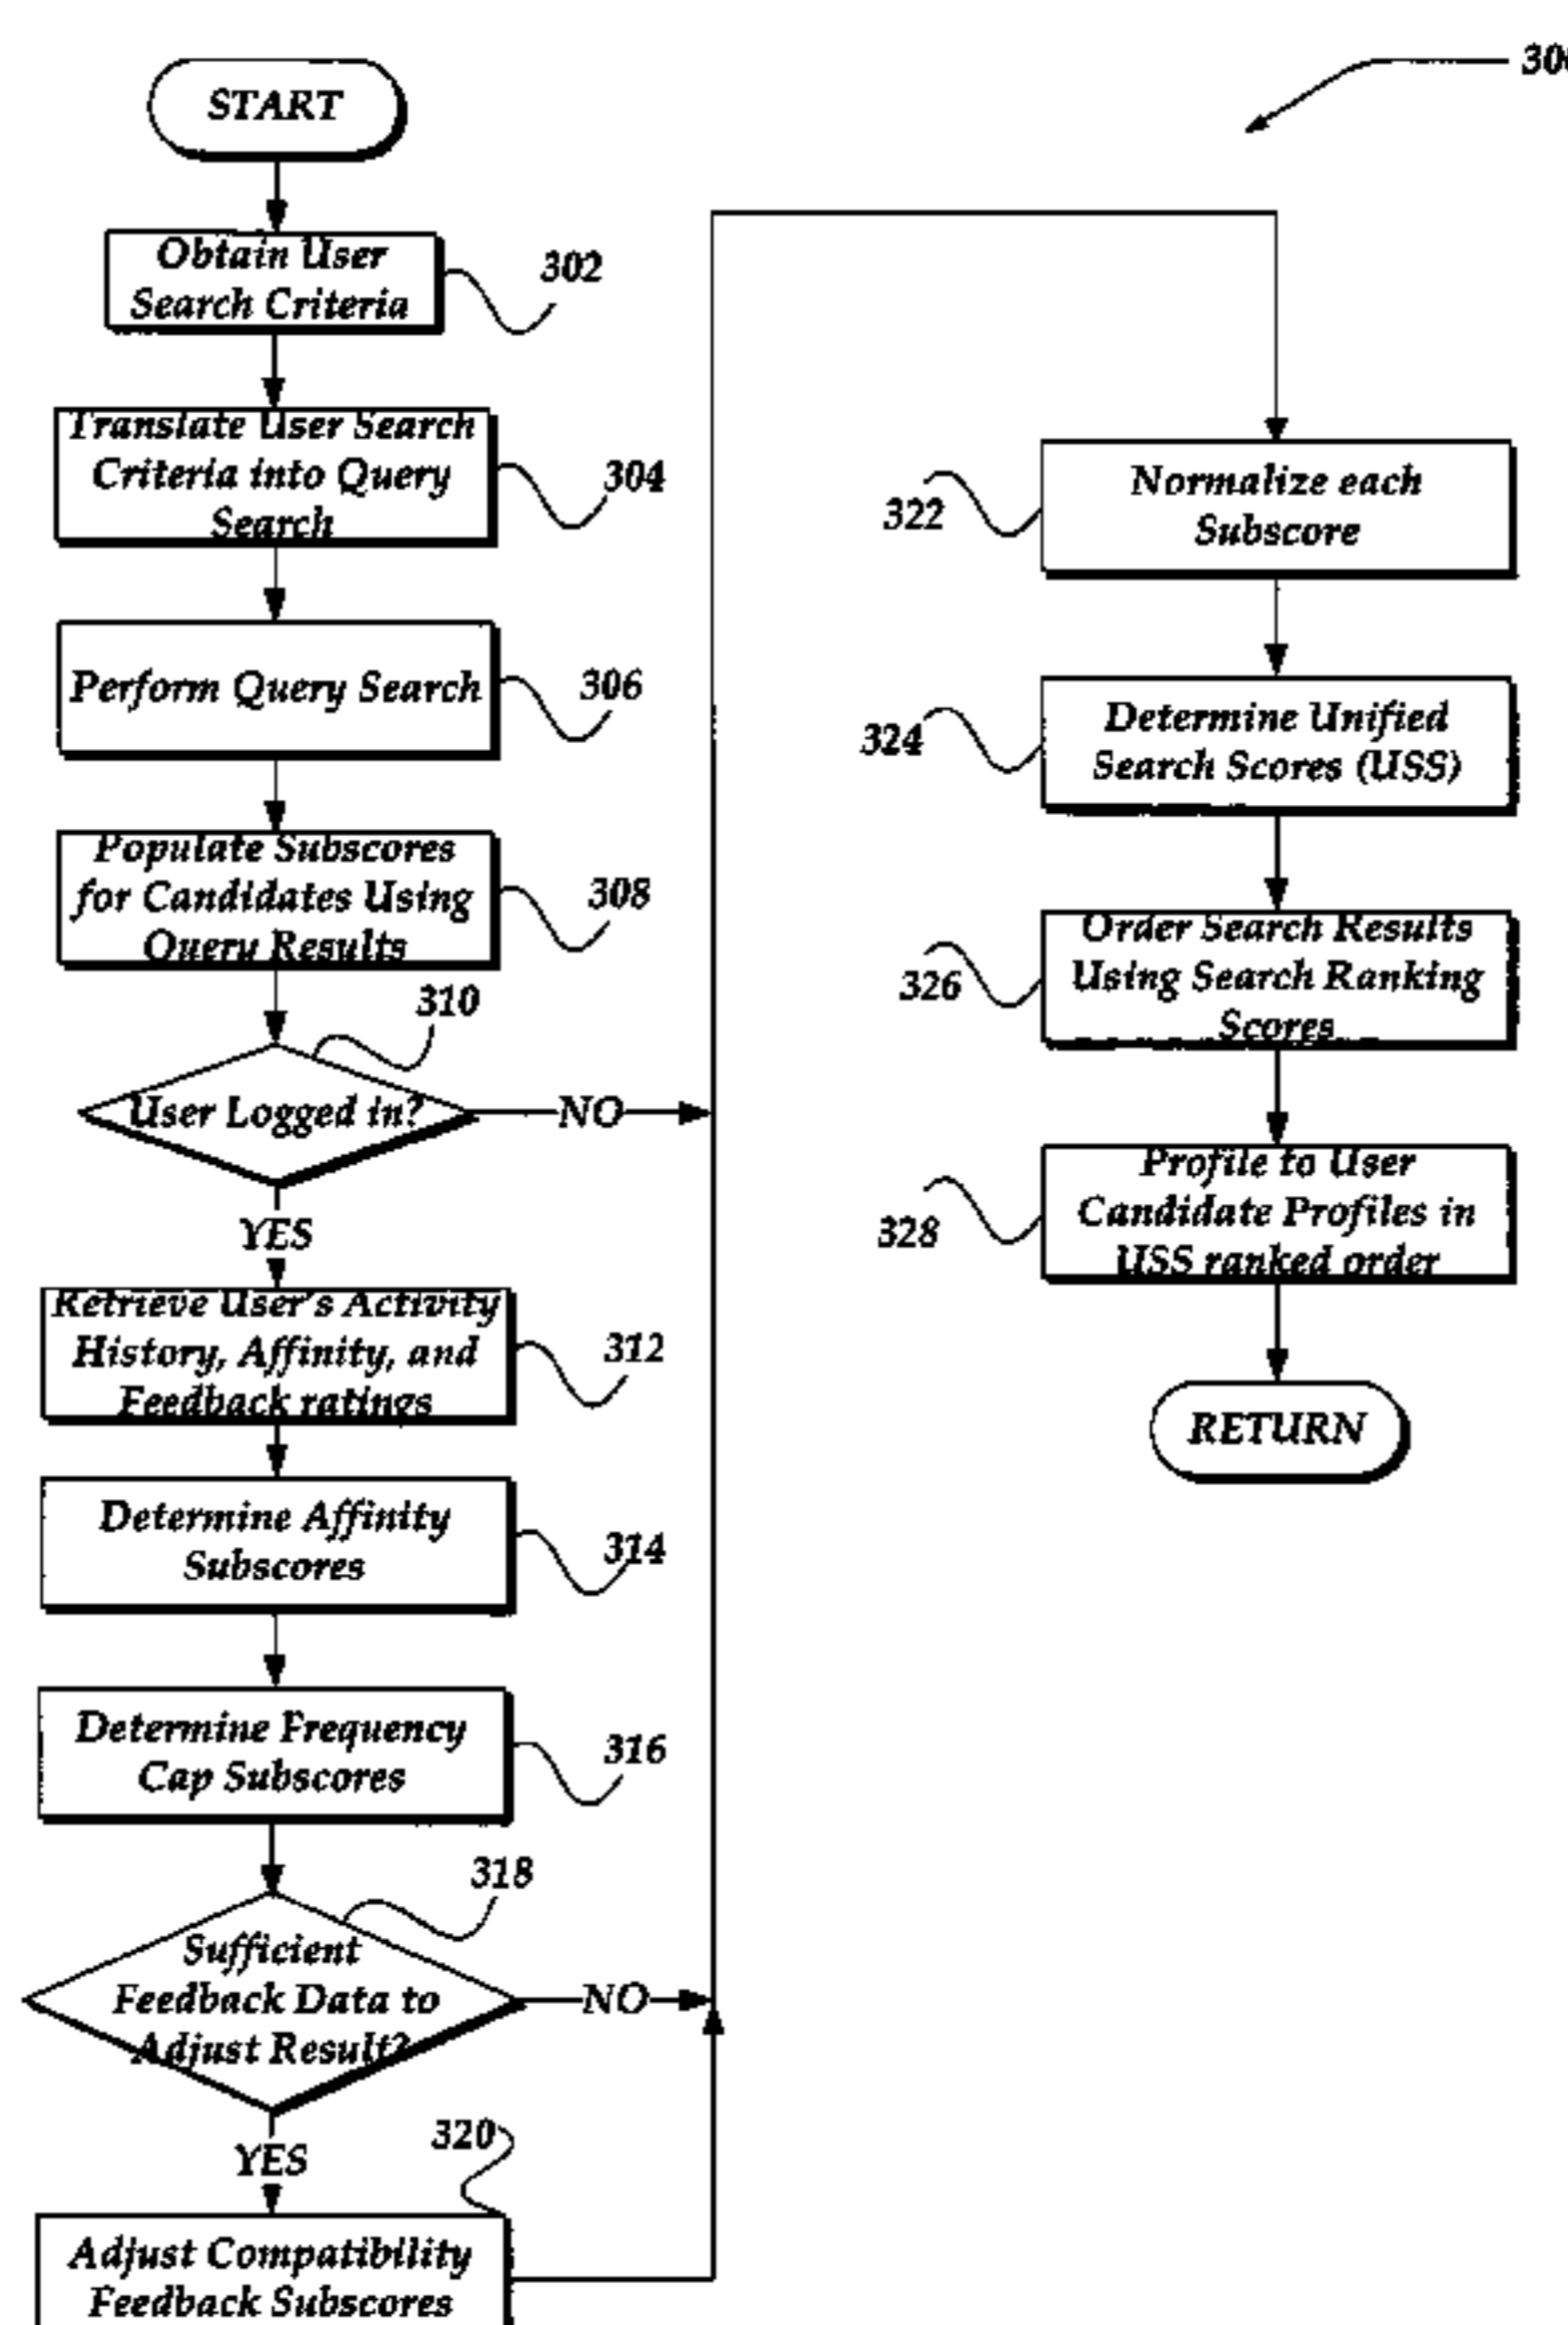 START
Obtain User
Search Criteria
302
Translate User Search
Criteria into Query
Search
304
Perform Query Search
306
Populate Subscores
for Candidates Using
Query Results
308
310
User Logged in?
NO
YES
Retrieve User's Activity
History, Affinity, and
Feedback ratings
312
Determine Affinity
Subscores
314
Determine Frequency
Cap Subscores
316
318
Sufficient
Feedback Data to
Adjust Result?
NO
YES
320
Adjust Compatibility
Feedback Subscores
Normalize each
Subscore
322
Determine Unified
Search Scores (USS)
324
Order Search Results
Using Search Ranking
Scores
326
Profile to User
Candidate Profiles in
USS ranked order
328
RETURN